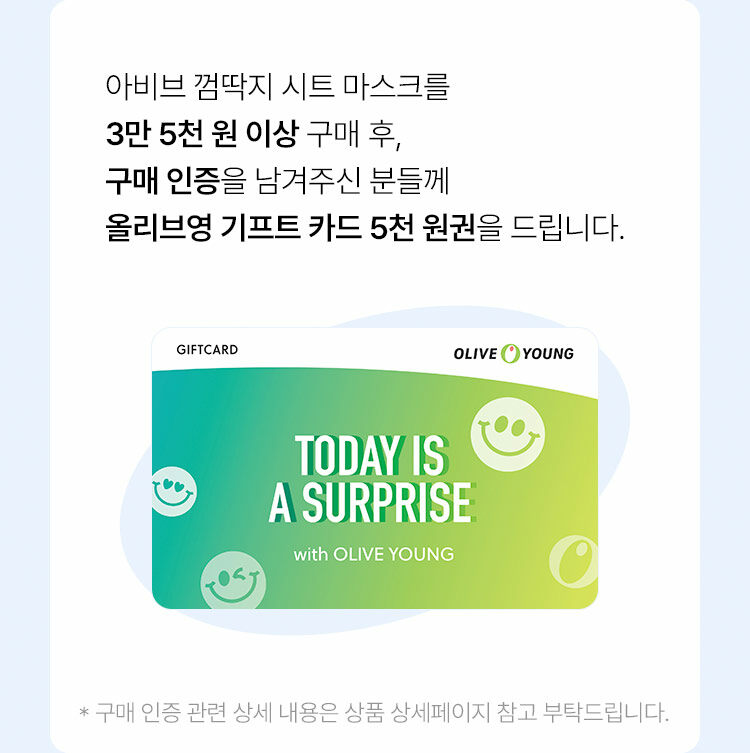 아비브 껌딱지 시트 마스크를
3만 5천 원 이상 구매 후,
구매 인증을 남겨주신 분들께
올리브영 기프트 카드 5천 원권을 드립니다.
GIFTCARD
OLIVE YOUNG
TODAY IS
A SURPRISE
with OLIVE YOUNG
* 구매 인증 관련 상세 내용은 상품 상세페이지 참고 부탁드립니다.